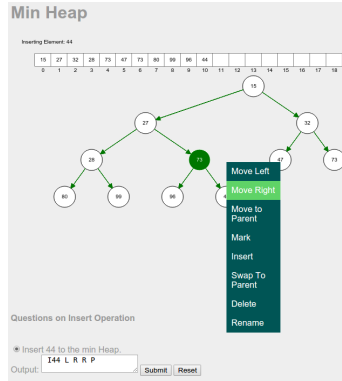 Min Heap
Inserting Element: 44
15 27 32 28 73 47 73 80 99 96 44
0 1 2 3 4 5 6 7 8 9 10 11 12 13 14 15 16 17 18
15
27 32
28 73 47 73
80 99 96
Move Left
Move Right
Move to
Parent
Mark
Insert
Swap To
Parent
Delete
Rename
Questions on Insert Operation
Insert 44 to the min Heap.
I44 L R R P
Output: Submit Reset